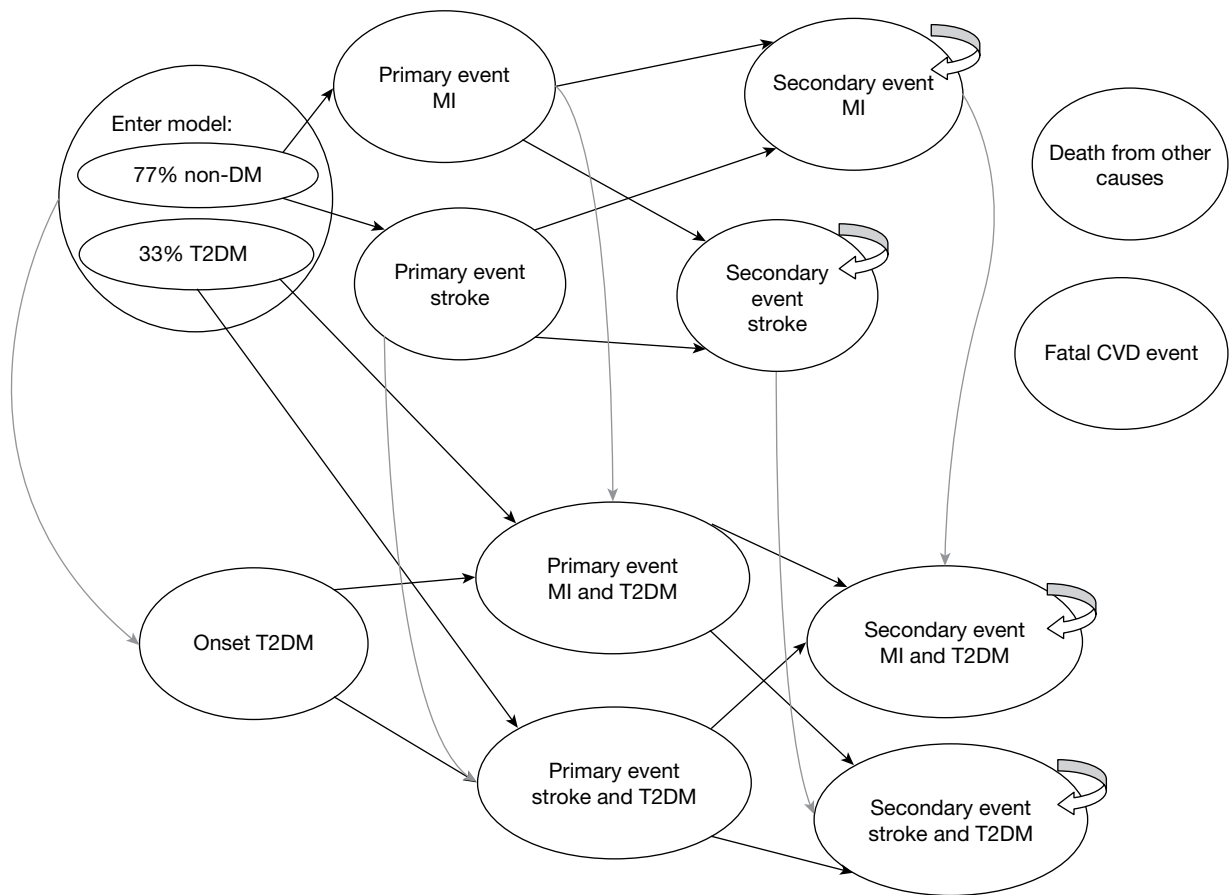 Primary event
MI
Secondary event
MI
Enter model:
77% non-DM
33% T2DM
Death from other
causes
Primary event
stroke
Secondary
event
stroke
Fatal CVD event
Primary event
MI and T2DM
Onset T2DM
Secondary event
MI and T2DM
Primary event
stroke and T2DM
Secondary event
stroke and T2DM